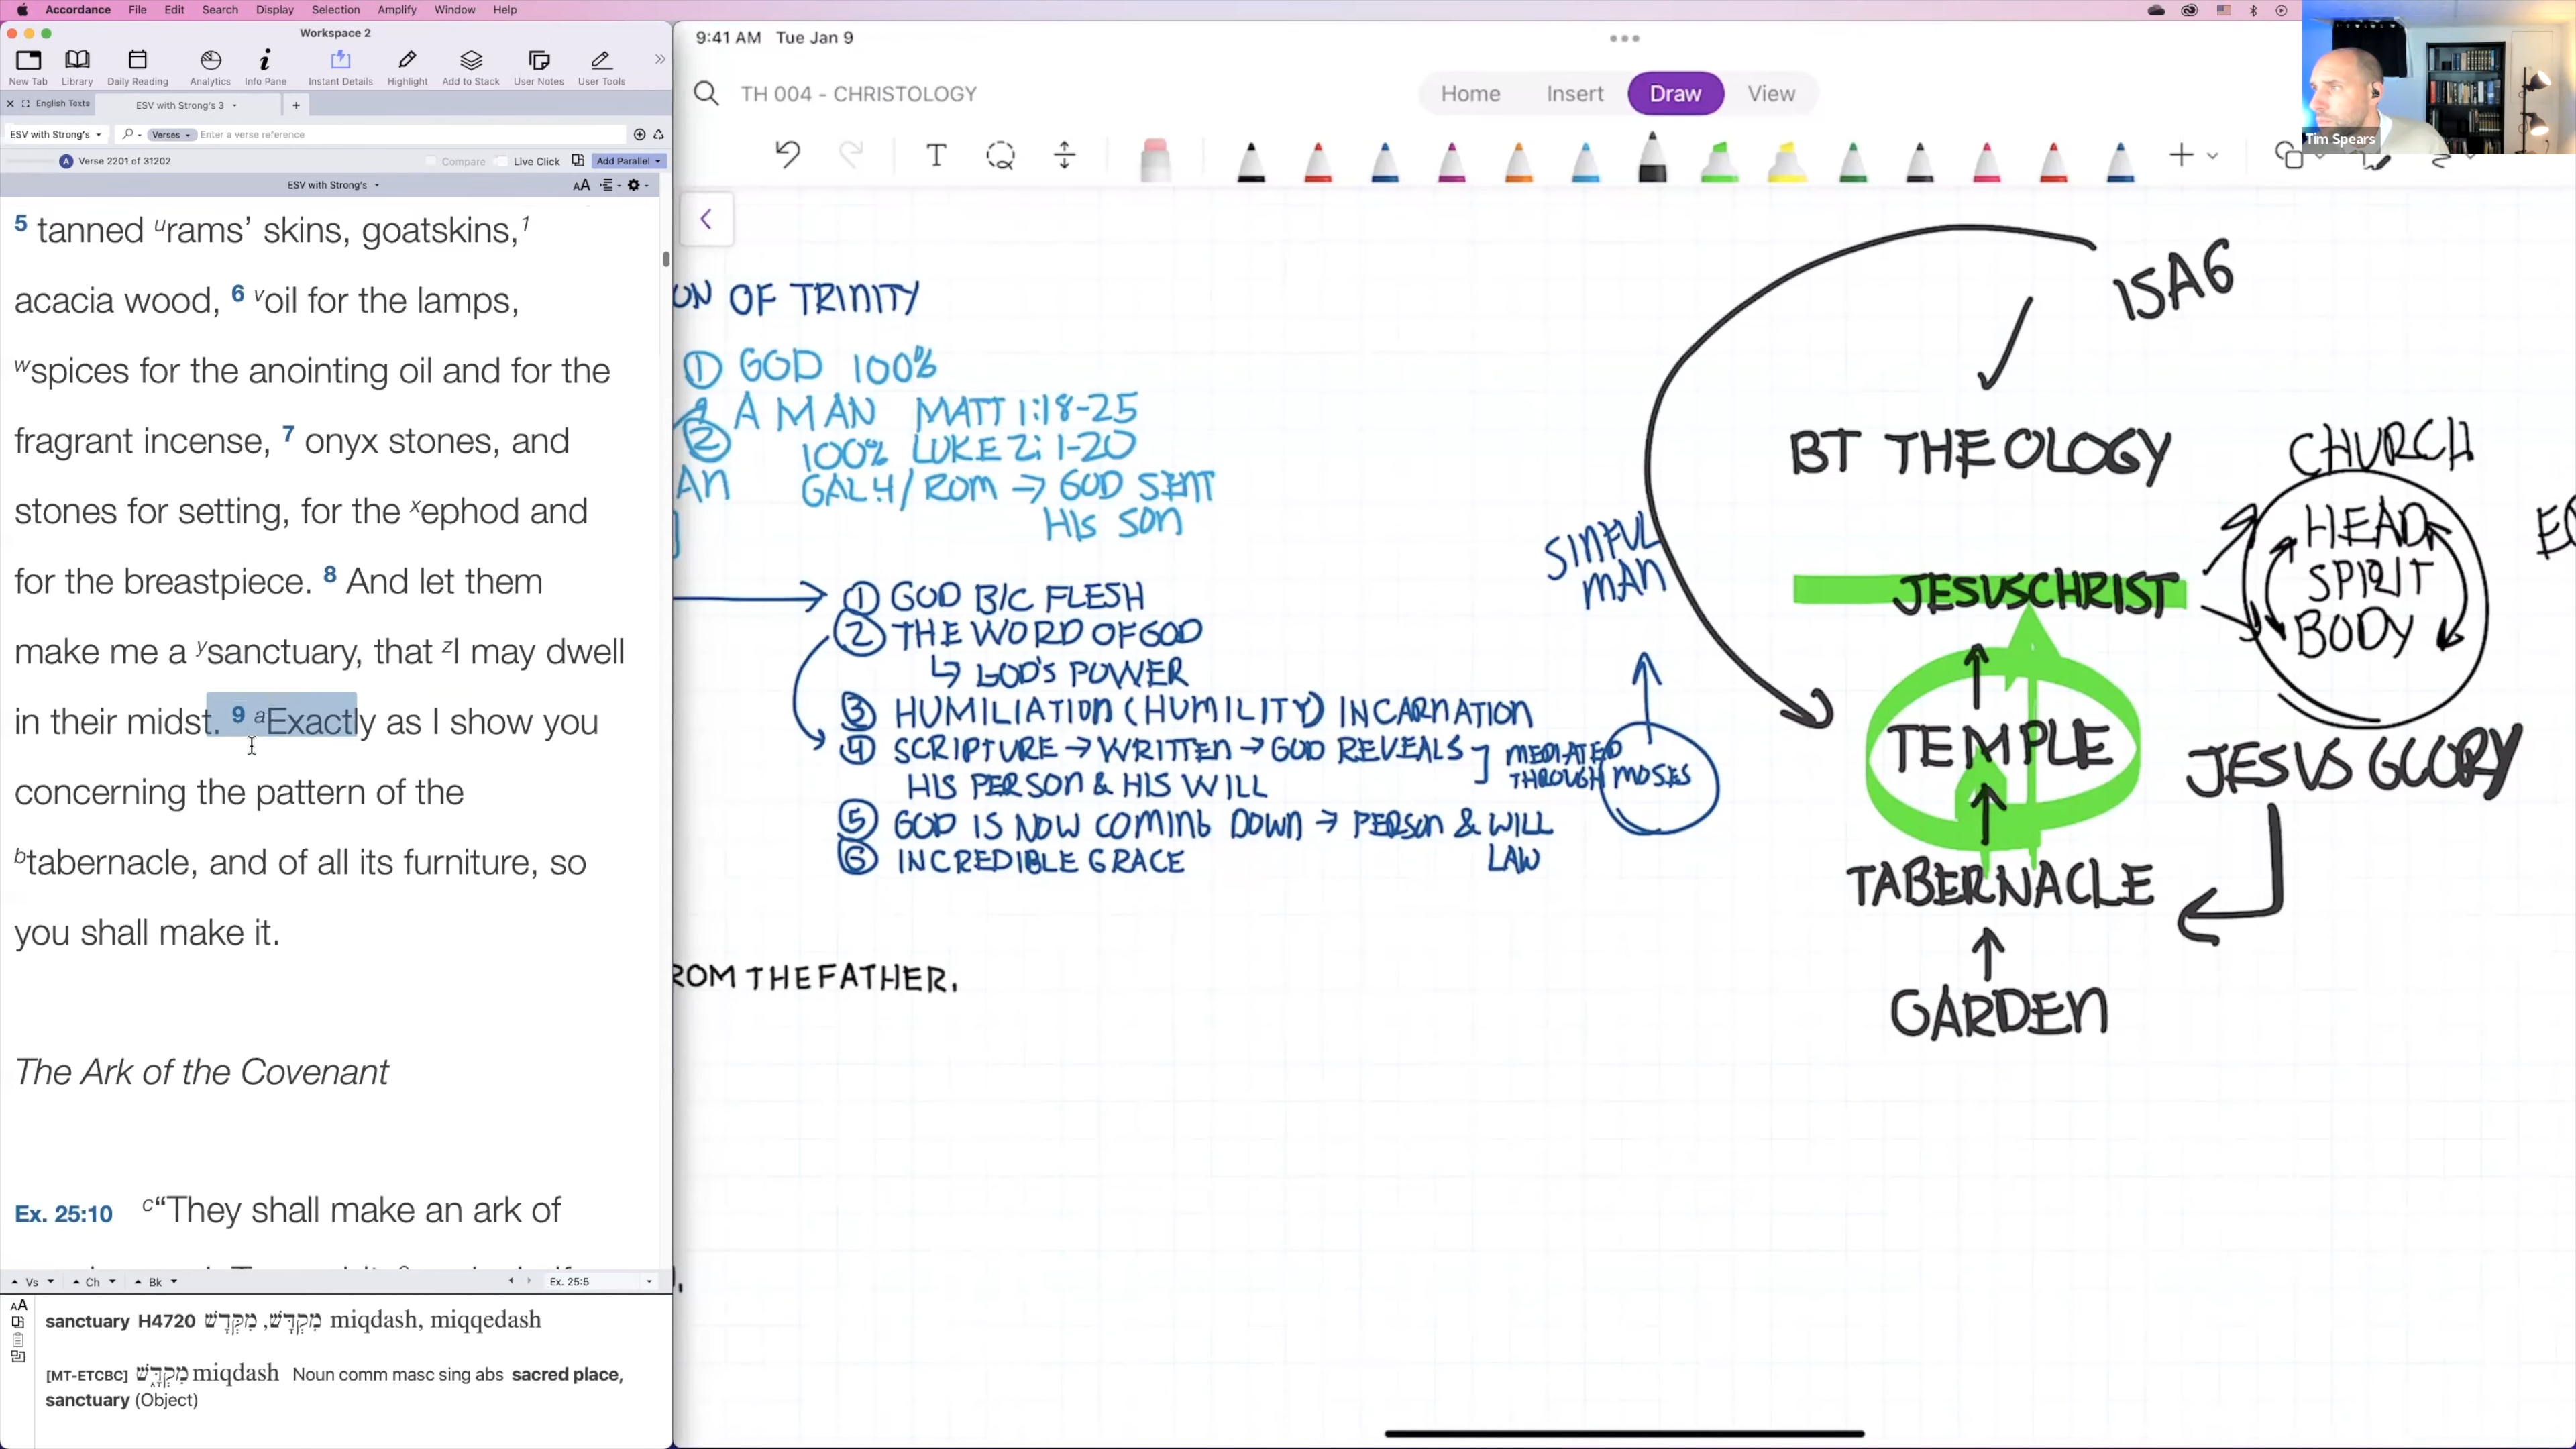 Accordance File Edit Search Display Selection Amplify Window Help
Workspace 2
New Tab Library Daily Reading Analytics Info Pane Instant Details Highlight Add to Stack User Notes User Tools
English Texts ESV with Strong's 3
ESV with Strong's Verses Enter a verse reference
A Verse 2201 of 31202 Compare Live Click Add Parallel
ESV with Strong's AA
5 tanned u rams’ skins, goatskins,1
acacia wood, 6 v oil for the lamps,
w spices for the anointing oil and for the
fragrant incense, 7 onyx stones, and
stones for setting, for the x ephod and
for the breastpiece. 8 And let them
make me a y sanctuary, that z I may dwell
in their midst. 9 a Exactly as I show you
concerning the pattern of the
b tabernacle, and of all its furniture, so
you shall make it.
The Ark of the Covenant
Ex. 25:10 c “They shall make an ark of
Vs Ch Bk Ex. 25:5
AA
sanctuary H4720 מִקְּדָשׁ, מִקְדָּשׁ miqdash, miqqedash
[MT-ETCBC] מִקְדָּשׁ miqdash Noun comm masc sing abs sacred place,
sanctuary (Object)
9:41 AM Tue Jan 9
TH 004 - CHRISTOLOGY
Home Insert Draw View
T
Tim Spears
ON OF TRINITY
1 GOD 100%
A MAN MATT 1:18-25
2 100% LUKE 2:1-20
AN GAL 4/ ROM → GOD SENT
HIS SON
→ 1 GOD B/C FLESH
2 THE WORD OF GOD
↳ GOD'S POWER
3 HUMILIATION (HUMILITY) INCARNATION
4 SCRIPTURE → WRITTEN → GOD REVEALS ] MEDIATED
HIS PERSON & HIS WILL THROUGH MOSES
5 GOD IS NOW COMING DOWN → PERSON & WILL
6 INCREDIBLE GRACE LAW
ROM THE FATHER.
SINFUL
MAN
ISA6
BT THEOLOGY
JESUS CHRIST
TEMPLE
TABERNACLE
GARDEN
CHURCH
HEAD
SPIRIT
BODY
JESUS GLORY